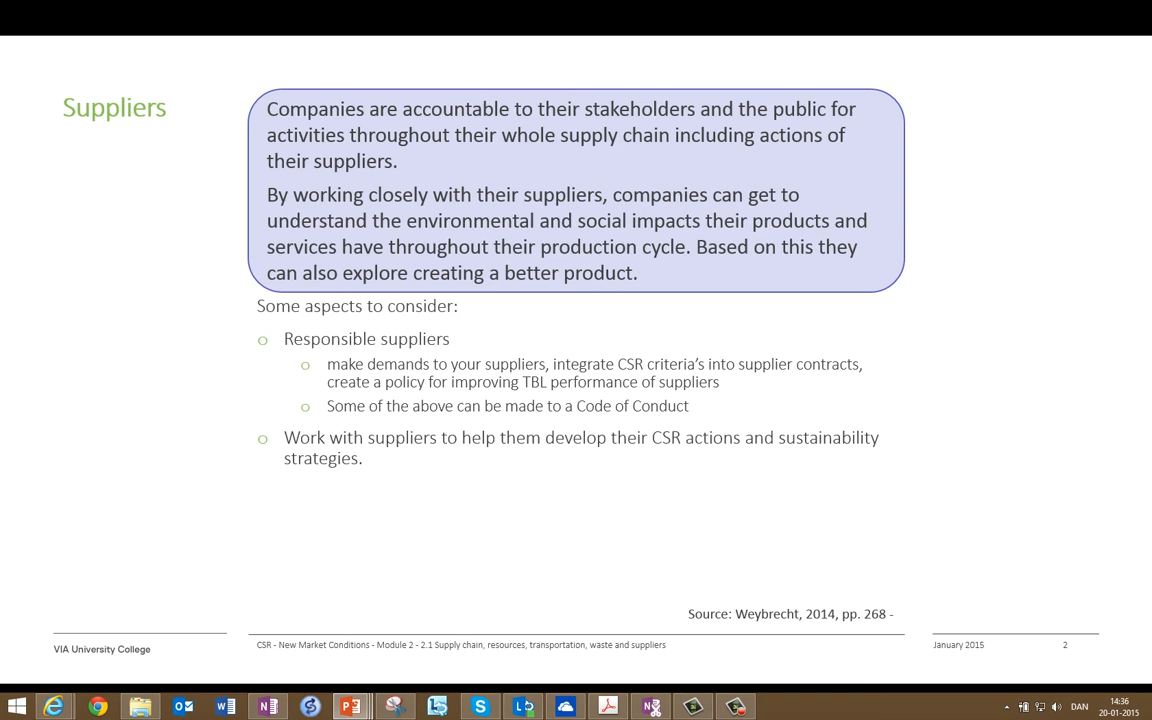 Suppliers
Companies are accountable to their stakeholders and the public for
activities throughout their whole supply chain including actions of
their suppliers.
By working closely with their suppliers, companies can get to
understand the environmental and social impacts their products and
services have throughout their production cycle. Based on this they
can also explore creating a better product.
Some aspects to consider:
o Responsible suppliers
o make demands to your suppliers, integrate CSR criteria's into supplier contracts,
create a policy for improving TBL performance of suppliers
o Some of the above can be made to a Code of Conduct
o Work with suppliers to help them develop their CSR actions and sustainability
strategies.
Source: Weybrecht, 2014, pp. 268 -
VIA University College
CSR - New Market Conditions - Module 2 - 2.1 Supply chain, resources, transportation, waste and suppliers
January 2015
2
DAN
14:36
20-01-2015